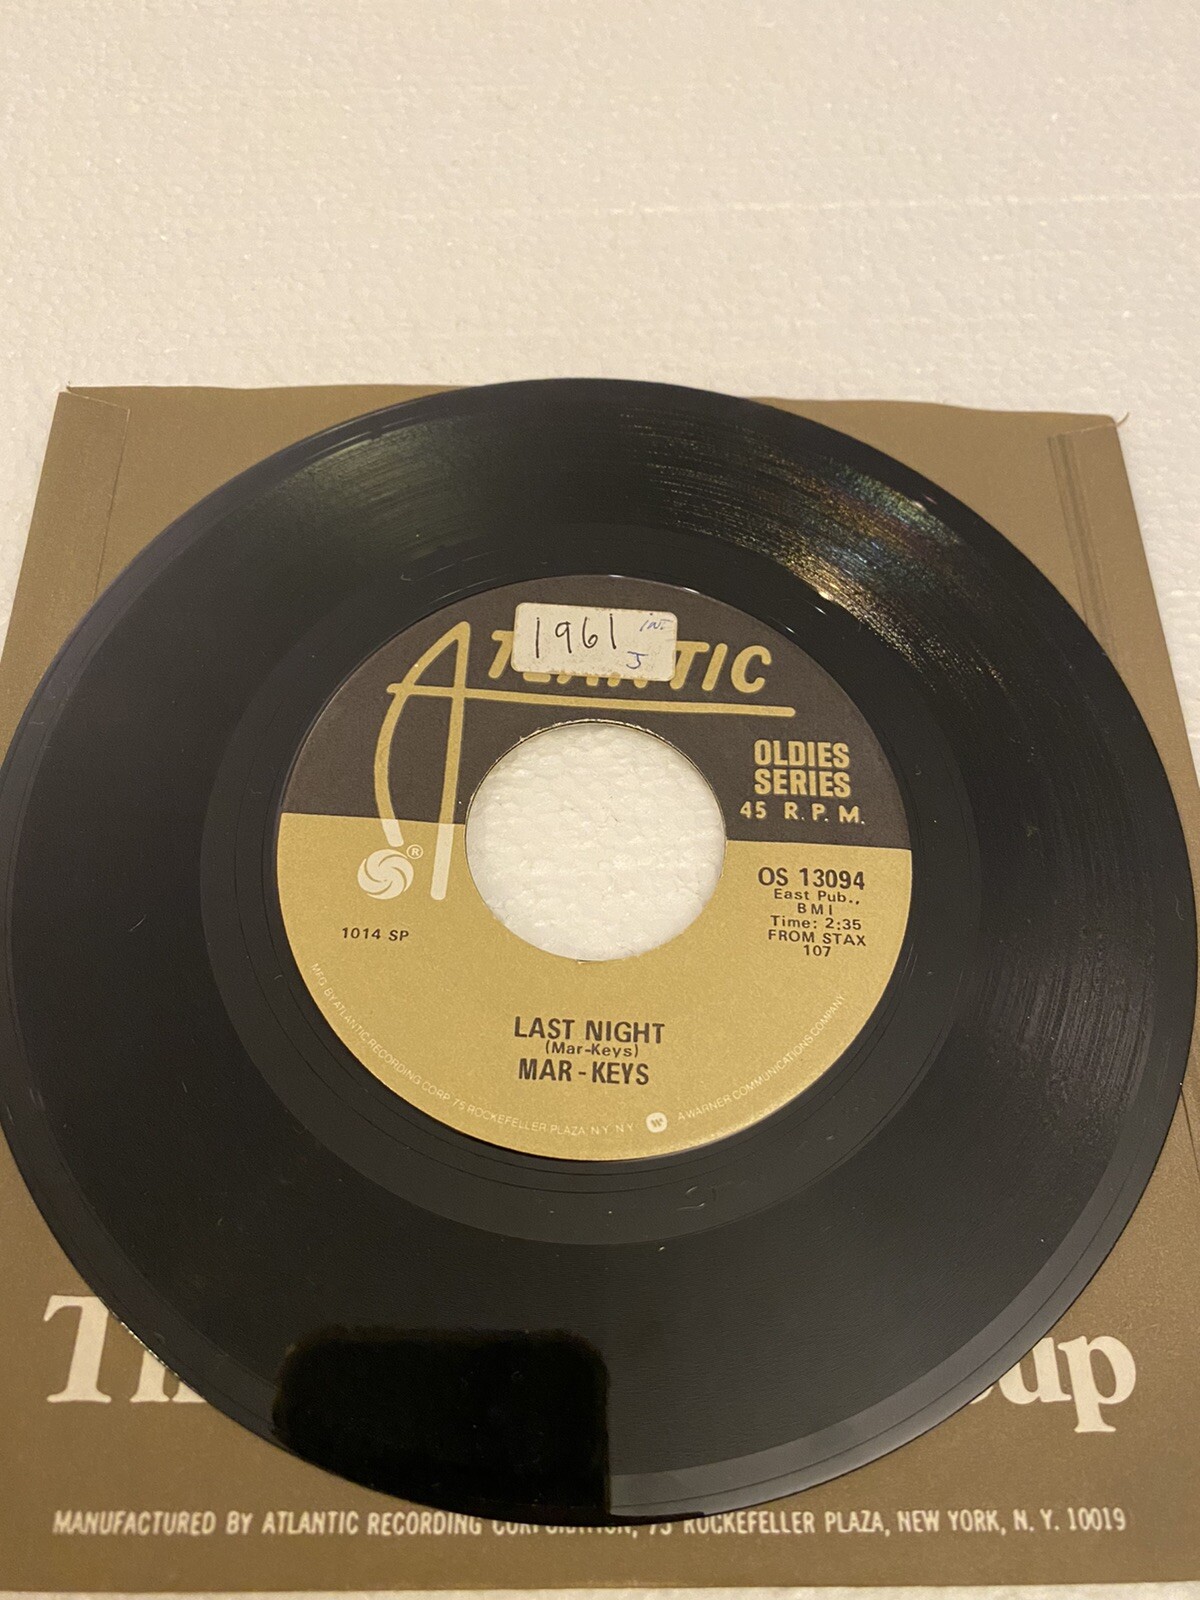 1961 INT
J
ATLANTIC
OLDIES
SERIES
45 R. P. M.
®
OS 13094
East Pub.,
BMI
Time: 2:35
FROM STAX
107
1014 SP
LAST NIGHT
(Mar-Keys)
MAR-KEYS
MFG BY ATLANTIC RECORDING CORP. 75 ROCKEFELLER PLAZA N.Y. N.Y. W A WARNER COMMUNICATIONS COMPANY
MANUFACTURED BY ATLANTIC RECORDING CORPORATION, 75 ROCKEFELLER PLAZA, NEW YORK, N. Y. 10019